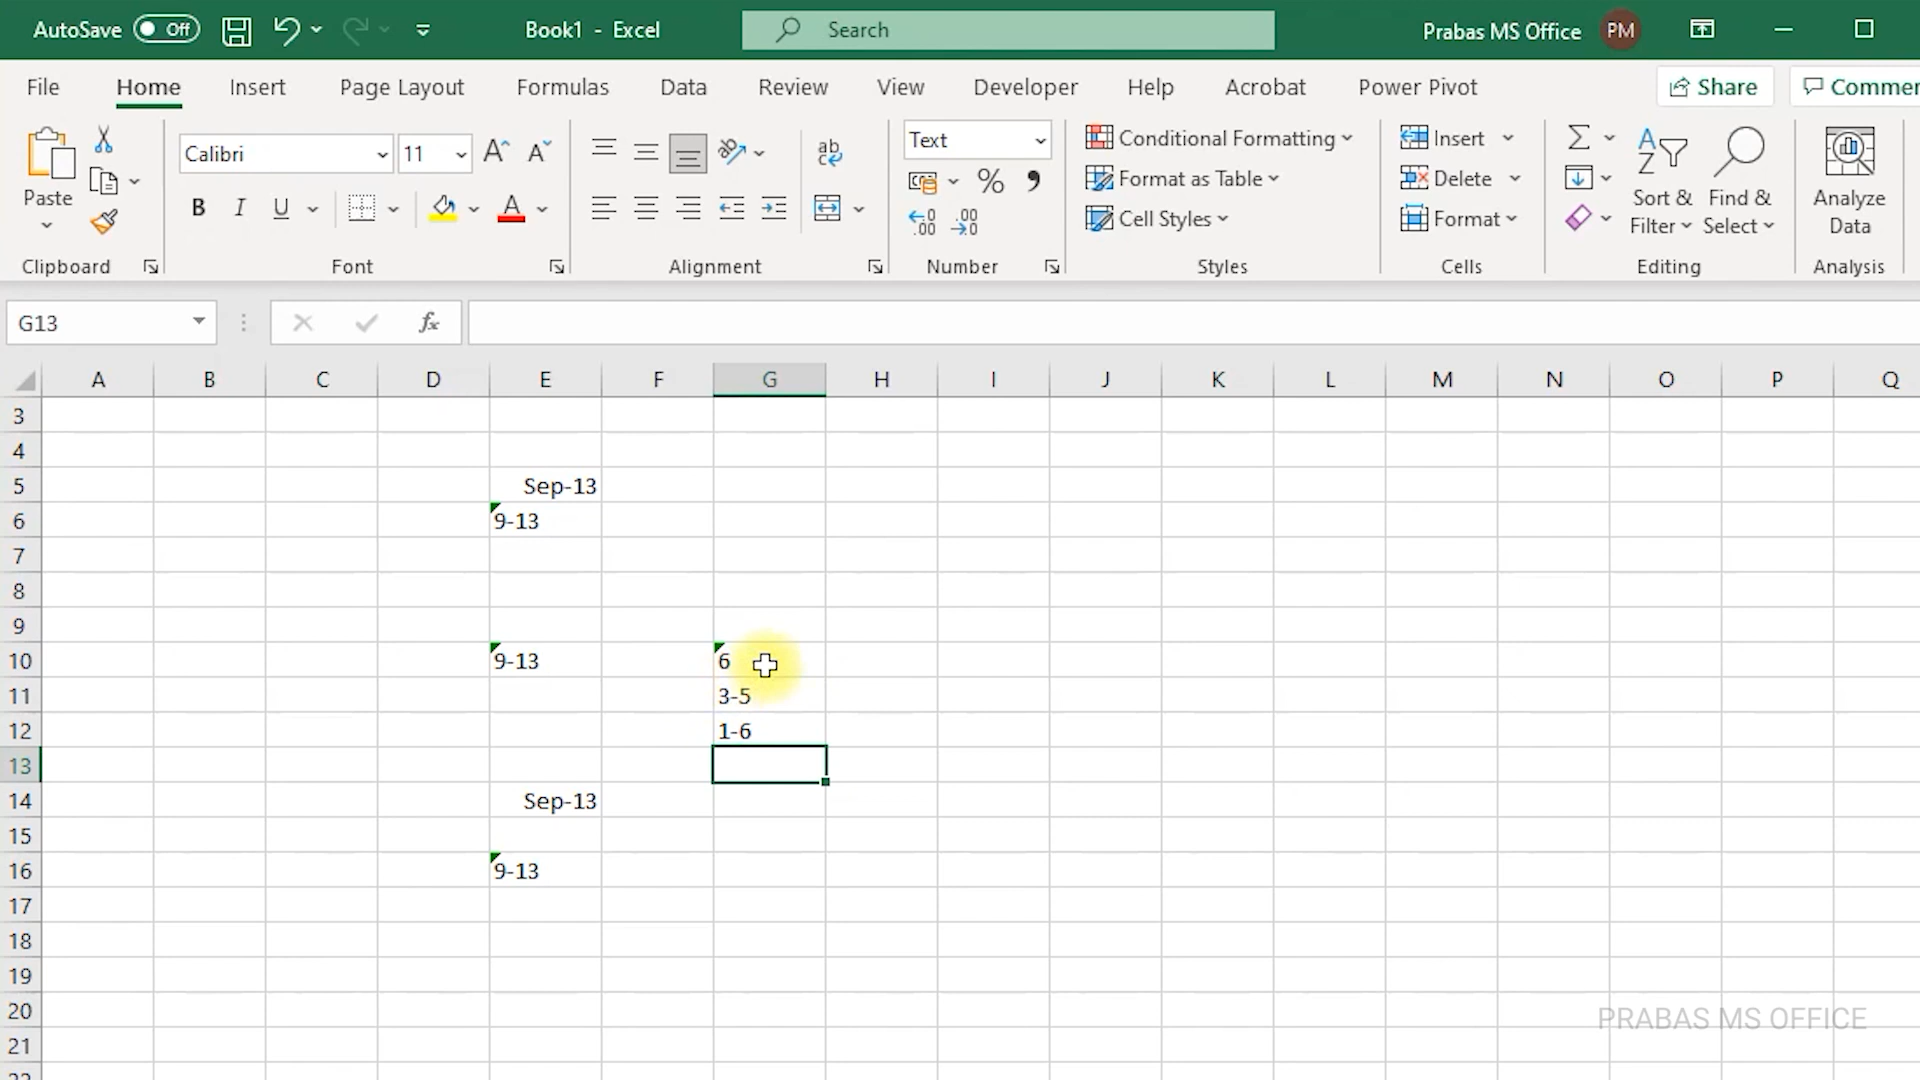 AutoSave Off Book1 - Excel Search Prabas MS Office PM
File Home Insert Page Layout Formulas Data Review View Developer Help Acrobat Power Pivot Share Commen
Paste
Clipboard
Calibri 11
B I U A
Font
ab
Alignment
Text
%
.00
Number
Conditional Formatting
Format as Table
Cell Styles
Styles
Insert
Delete
Format
Cells
Sort &
Filter
Find &
Select
Editing
Analyze
Data
Analysis
G13 fx
A B C D E F G H I J K L M N O P Q
3
4
5 Sep-13
6 9-13
7
8
9
10 9-13 6
11 3-5
12 1-6
13
14 Sep-13
15
16 9-13
17
18
19
20
21
PRABAS MS OFFICE